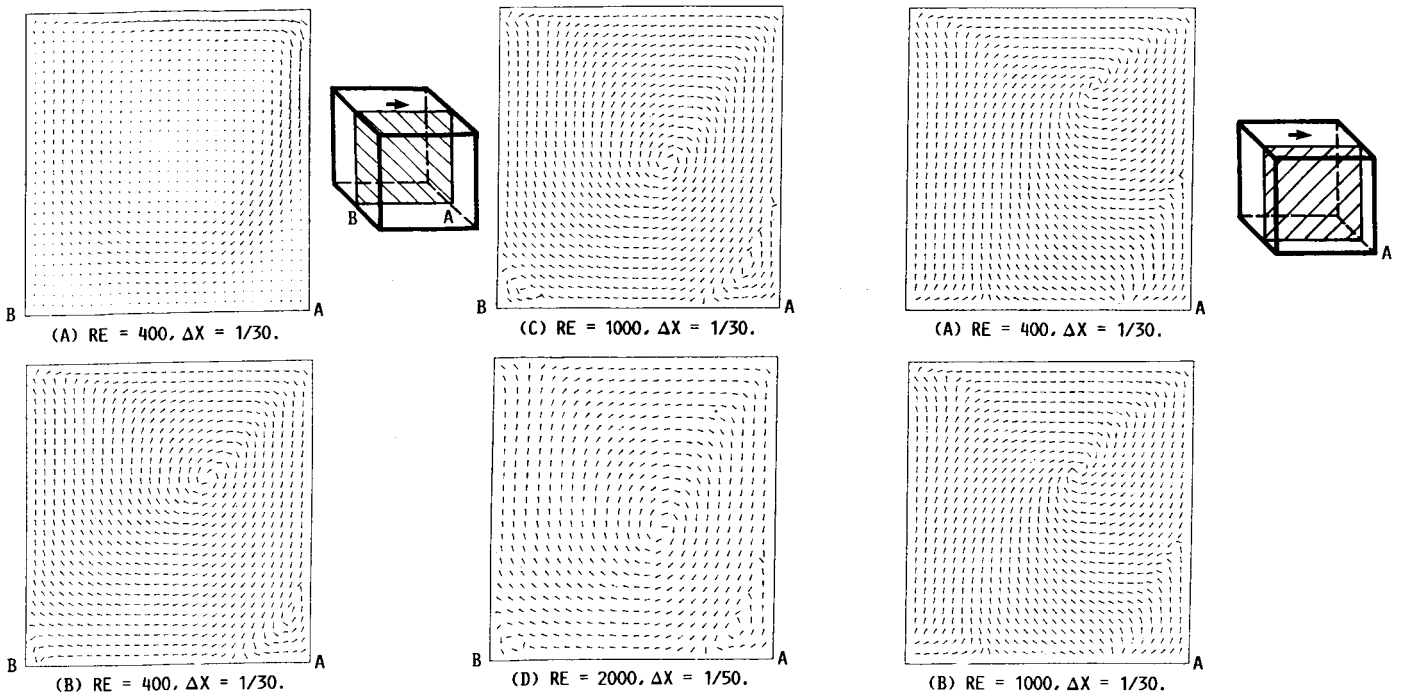 B
A
(A) RE = 400, ΔX = 1/30.
B
A
B
A
(C) RE = 1000, ΔX = 1/30.
A
(A) RE = 400, ΔX = 1/30.
A
B
A
(B) RE = 400, ΔX = 1/30.
B
A
(D) RE = 2000, ΔX = 1/50.
A
(B) RE = 1000, ΔX = 1/30.